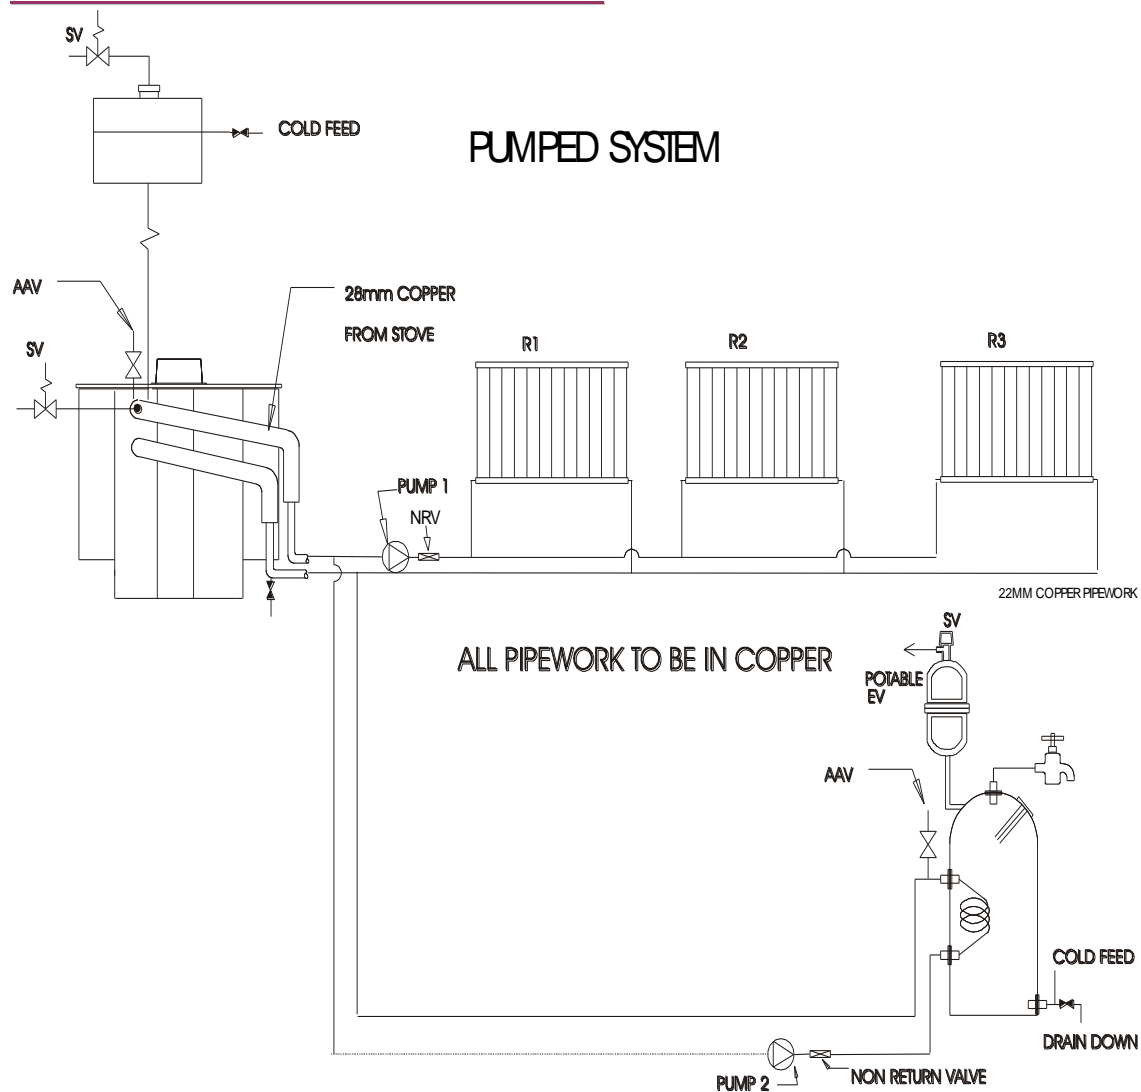 SV
COLD FEED
PUMPED SYSTEM
AAV
28mm COPPER
FROM STOVE
SV
R1
R2
R3
PUMP 1
NRV
22MM COPPER PIPEWORK
SV
ALL PIPEWORK TO BE IN COPPER
POTABLE
EV
AAV
COLD FEED
DRAIN DOWN
PUMP 2
NON RETURN VALVE